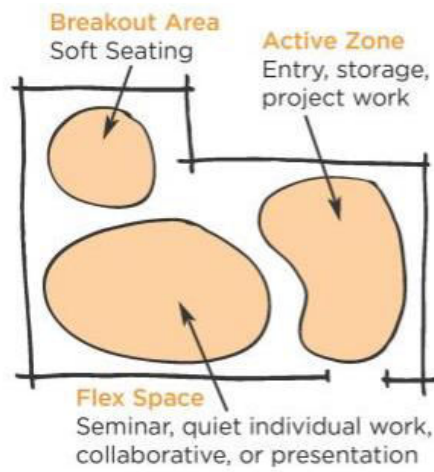 Breakout Area
Soft Seating
Active Zone
Entry, storage,
project work
Flex Space
Seminar, quiet individual work,
collaborative, or presentation